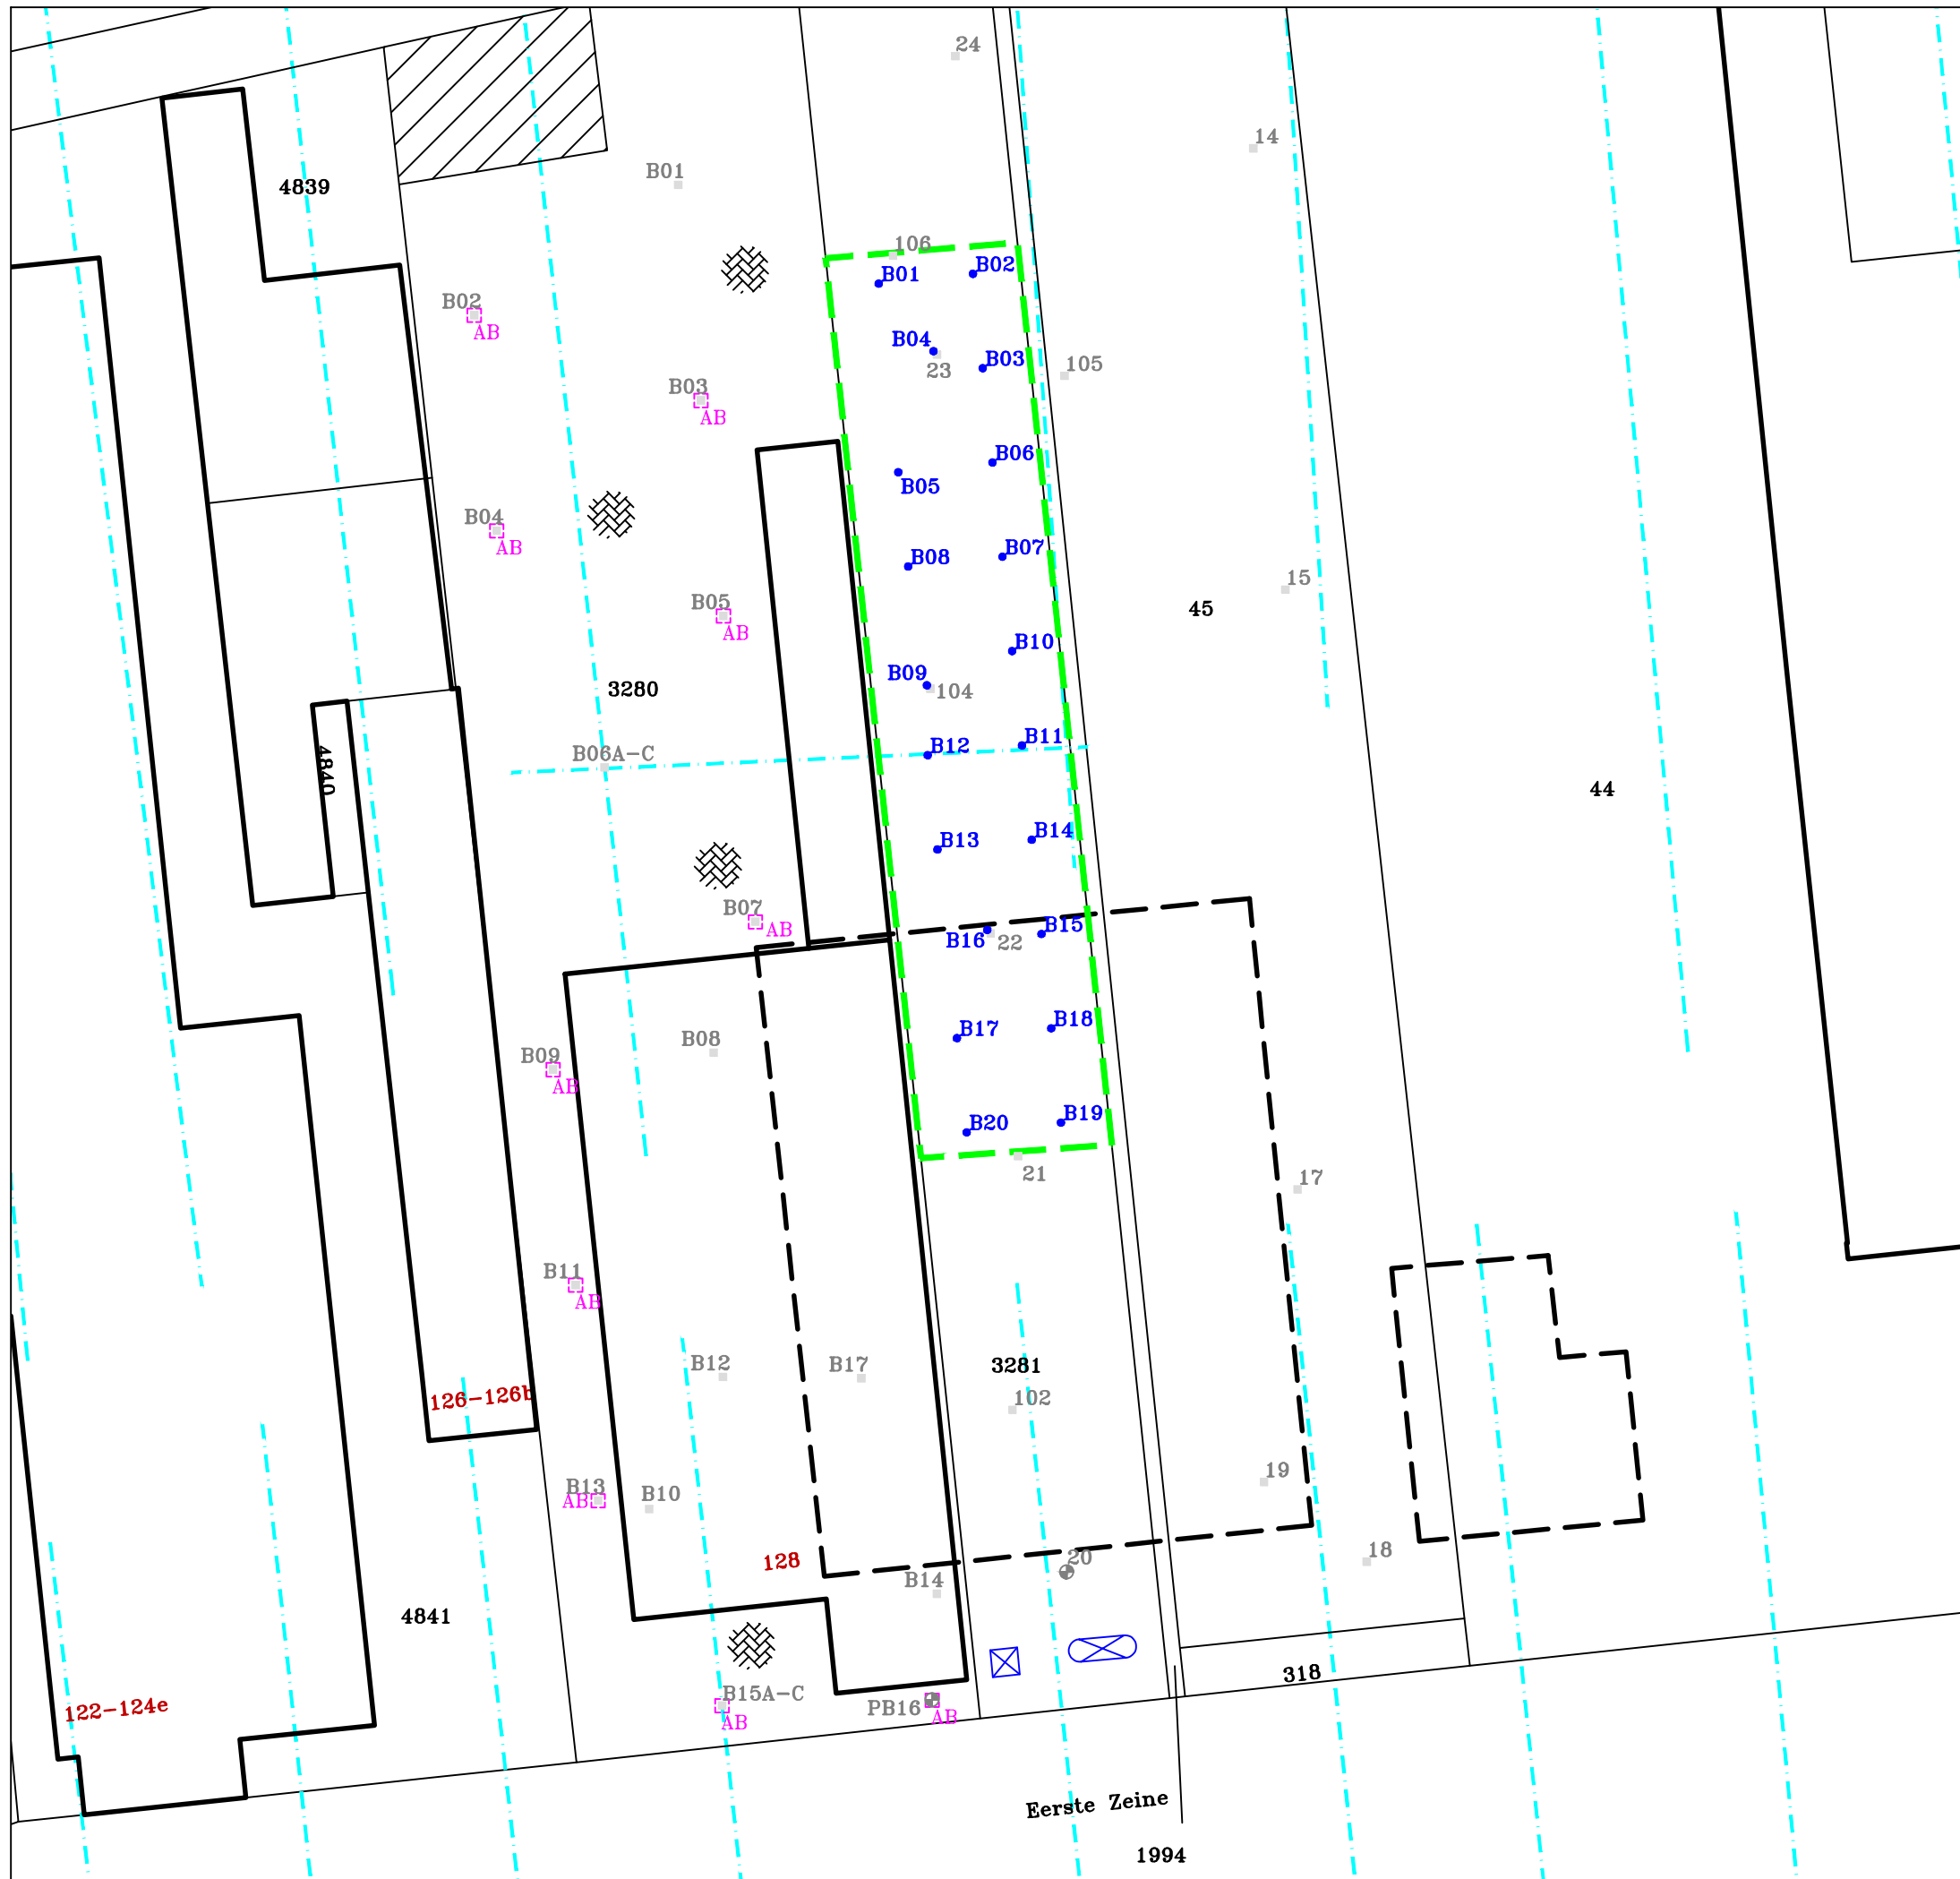 24
14
B01
4839
106
B01
B02
B02
AB
B04
23
B03
105
B03
AB
B06
B05
B04
AB
B08
B07
15
B05
AB
45
B10
B09
104
3280
B12
B11
B06A-C
4840
44
B13
B14
B07
AB
B16
22
B15
B08
B17
B18
B09
AB
B20
B19
21
17
B11
AB
B12
B17
3281
102
126-126b
19
B13
AB
B10
128
20
18
B14
4841
318
122-124e
B15A-C
AB
PB16
AB
Eerste Zeine
1994